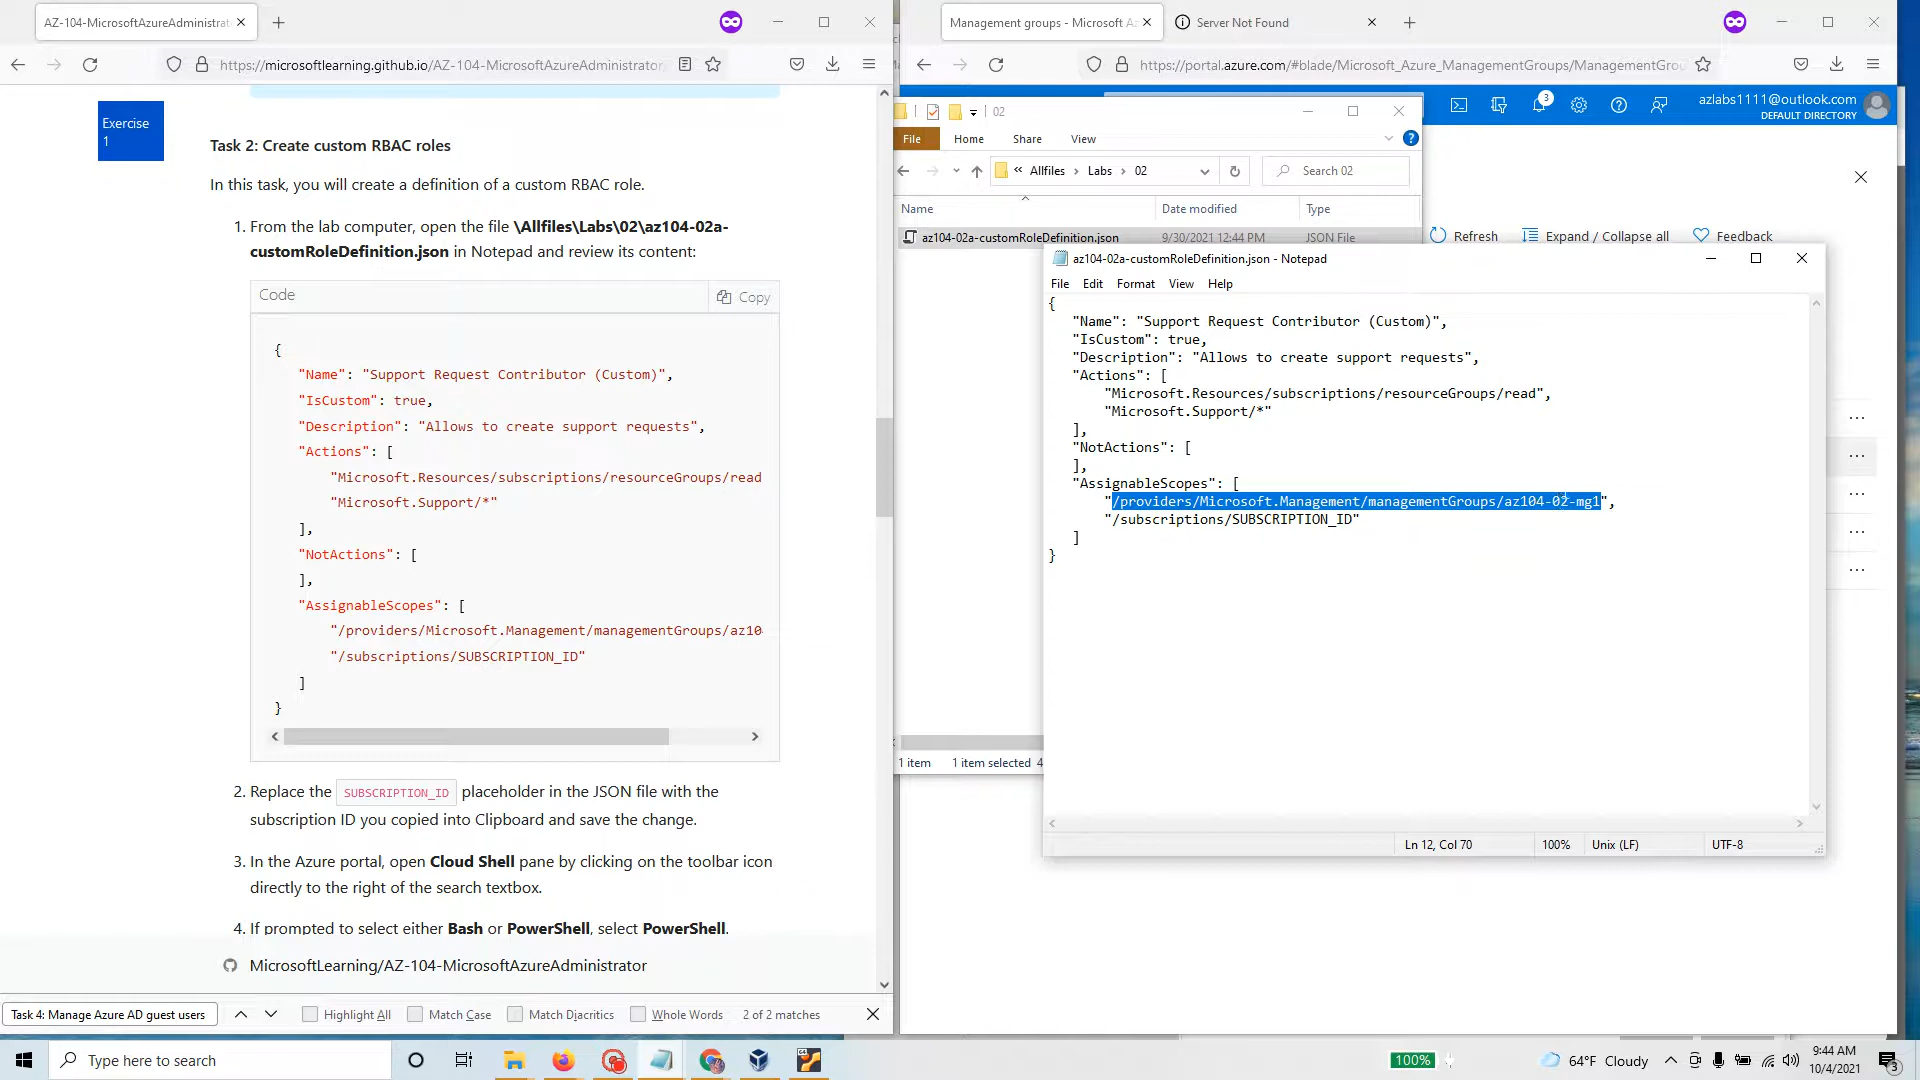 AZ-104-MicrosoftAzureAdministrat
https://microsoftlearning.github.io/AZ-104-MicrosoftAzureAdministrator
Exercise
1
Task 2: Create custom RBAC roles
In this task, you will create a definition of a custom RBAC role.
1. From the lab computer, open the file \Allfiles\Labs\02\az104-02a-
customRoleDefinition.json in Notepad and review its content:
Code
Copy
{
"Name": "Support Request Contributor (Custom)",
"IsCustom": true,
"Description": "Allows to create support requests",
"Actions": [
"Microsoft.Resources/subscriptions/resourceGroups/read
"Microsoft.Support/*"
],
"NotActions": [
],
"AssignableScopes": [
"/providers/Microsoft.Management/managementGroups/az10
"/subscriptions/SUBSCRIPTION_ID"
]
}
2. Replace the SUBSCRIPTION_ID placeholder in the JSON file with the
subscription ID you copied into Clipboard and save the change.
3. In the Azure portal, open Cloud Shell pane by clicking on the toolbar icon
directly to the right of the search textbox.
4. If prompted to select either Bash or PowerShell, select PowerShell.
MicrosoftLearning/AZ-104-MicrosoftAzureAdministrator
Task 4: Manage Azure AD guest users
Highlight All
Match Case
Match Diacritics
Whole Words
2 of 2 matches
Management groups - Microsoft Az
Server Not Found
https://portal.azure.com/#blade/Microsoft_Azure_ManagementGroups/ManagementGrou
3
azlabs1111@outlook.com
DEFAULT DIRECTORY
02
File
Home
Share
View
« Allfiles › Labs › 02
Search 02
Name
Date modified
Type
az104-02a-customRoleDefinition.json
9/30/2021 12:44 PM
JSON File
1 item
1 item selected 4
Refresh
Expand / Collapse all
Feedback
az104-02a-customRoleDefinition.json - Notepad
File
Edit
Format
View
Help
{
"Name": "Support Request Contributor (Custom)",
"IsCustom": true,
"Description": "Allows to create support requests",
"Actions": [
"Microsoft.Resources/subscriptions/resourceGroups/read",
"Microsoft.Support/*"
],
"NotActions": [
],
"AssignableScopes": [
"/providers/Microsoft.Management/managementGroups/az104-02-mg1",
"/subscriptions/SUBSCRIPTION_ID"
]
}
Ln 12, Col 70
100%
Unix (LF)
UTF-8
Type here to search
100%
64°F Cloudy
9:44 AM
10/4/2021
3